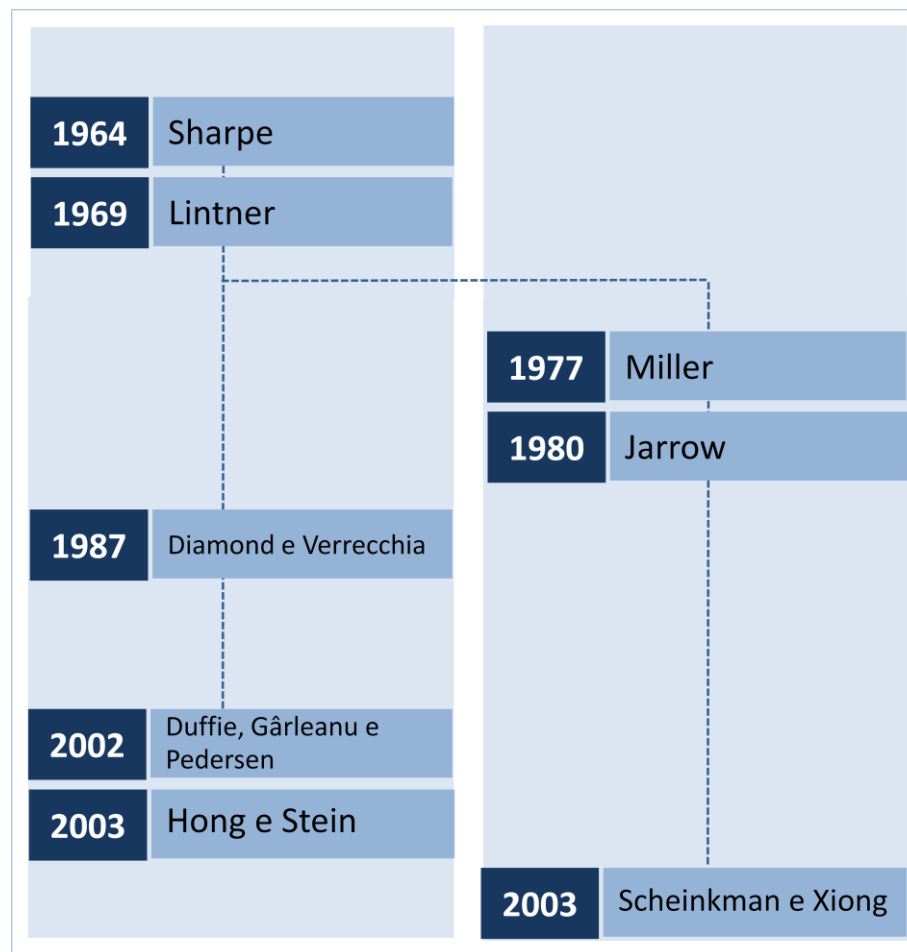 1964 Sharpe
1969 Lintner
1977 Miller
1980 Jarrow
1987 Diamond e Verrecchia
2002 Duffie, Gârleanu e
Pedersen
2003 Hong e Stein
2003 Scheinkman e Xiong